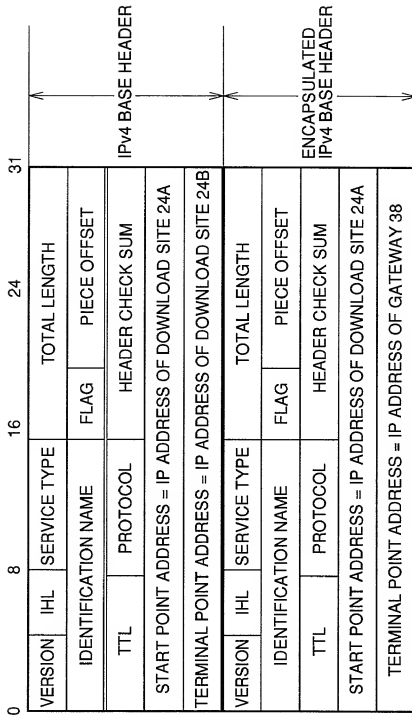 0 8 16 24 31
VERSION IHL SERVICE TYPE TOTAL LENGTH
IDENTIFICATION NAME FLAG PIECE OFFSET
TTL PROTOCOL HEADER CHECK SUM
START POINT ADDRESS = IP ADDRESS OF DOWNLOAD SITE 24A
TERMINAL POINT ADDRESS = IP ADDRESS OF DOWNLOAD SITE 24B
IPv4 BASE HEADER
VERSION IHL SERVICE TYPE TOTAL LENGTH
IDENTIFICATION NAME FLAG PIECE OFFSET
TTL PROTOCOL HEADER CHECK SUM
START POINT ADDRESS = IP ADDRESS OF DOWNLOAD SITE 24A
TERMINAL POINT ADDRESS = IP ADDRESS OF GATEWAY 38
ENCAPSULATED
IPv4 BASE HEADER